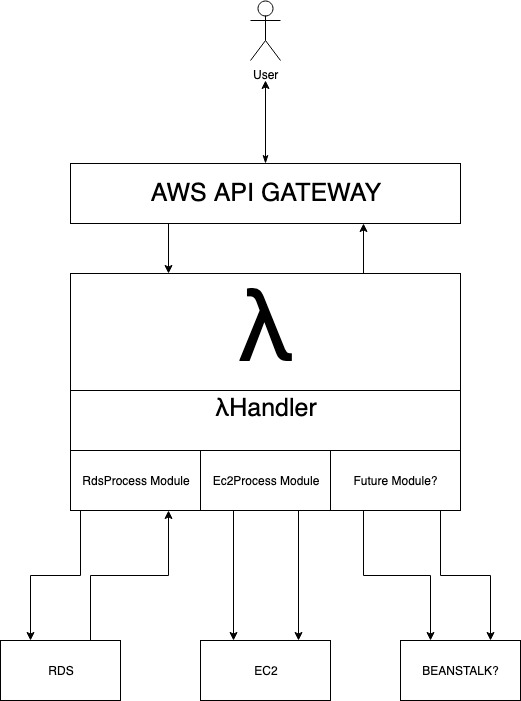 User
AWS API GATEWAY
λ
λHandler
RdsProcess Module
Ec2Process Module
Future Module?
RDS
EC2
BEANSTALK?